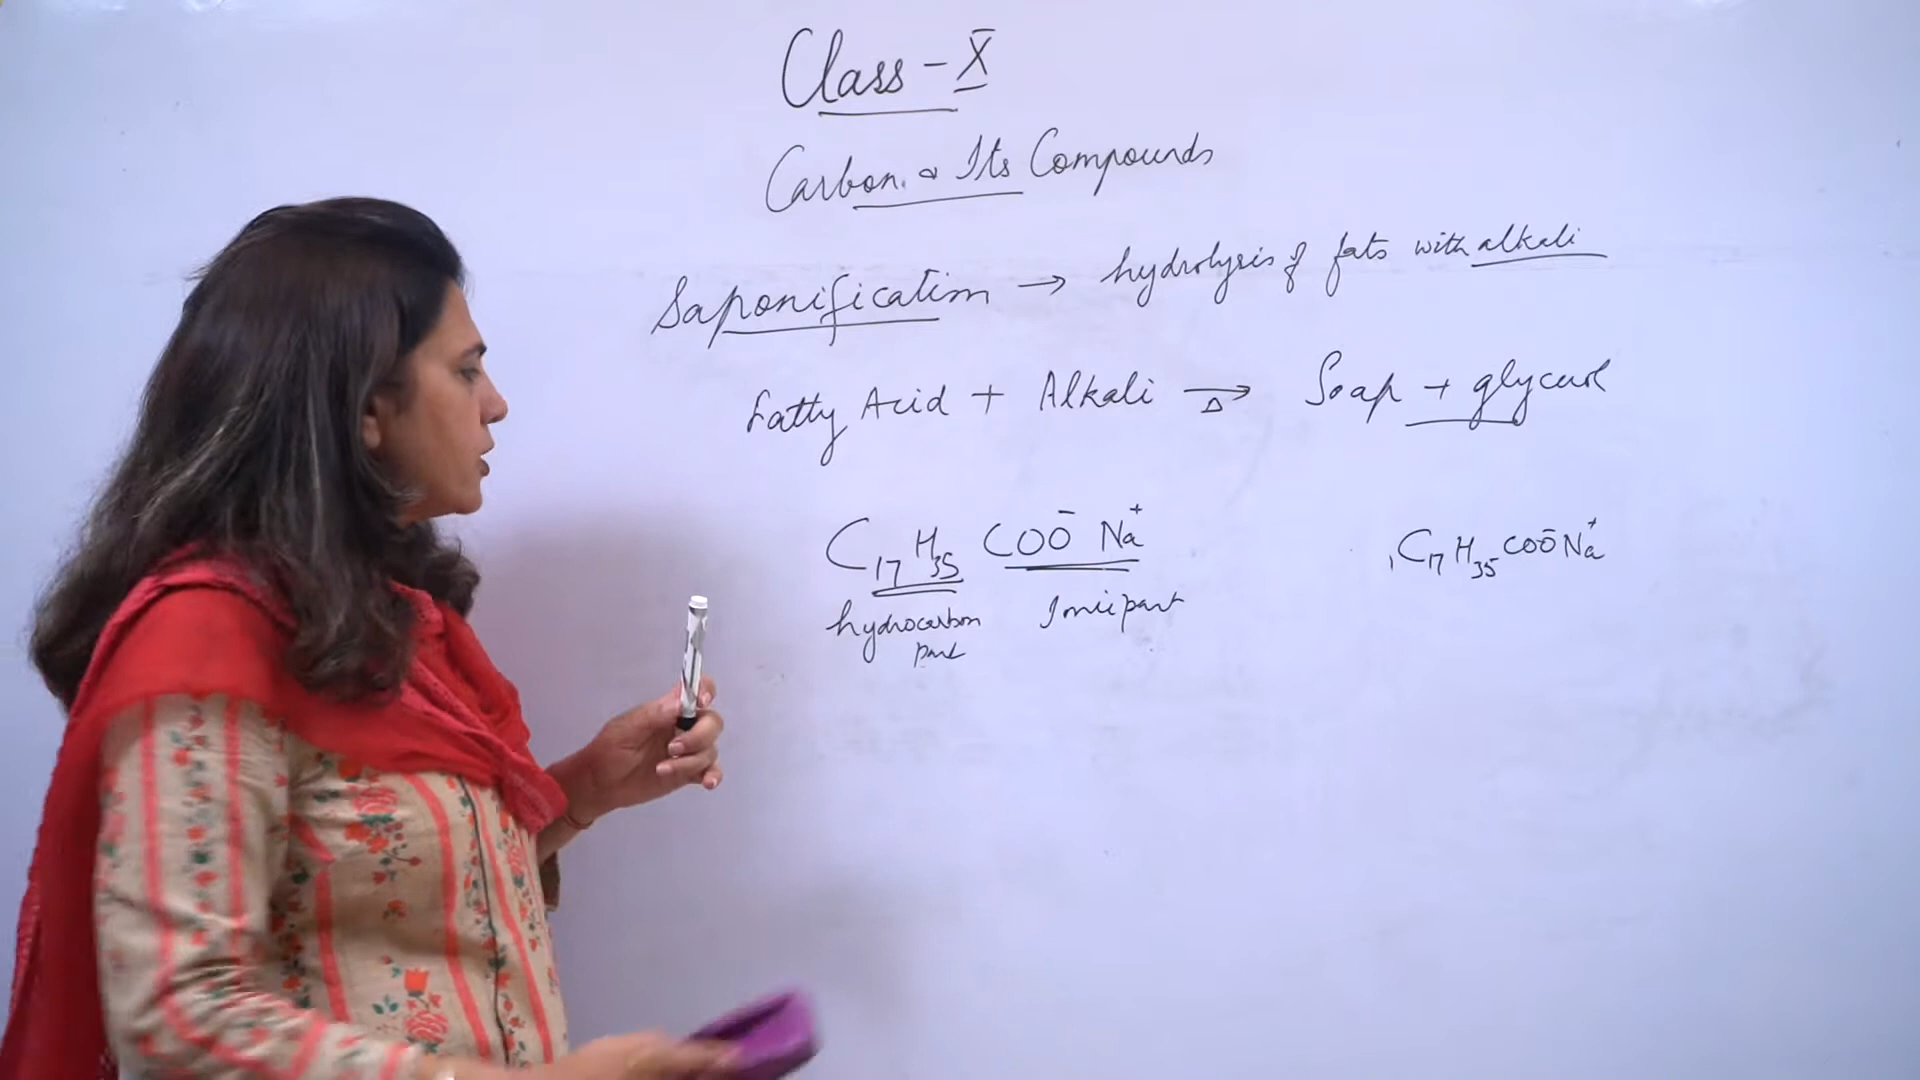 Class - X
Carbon & Its Compounds
Saponification → hydrolysis of fats with alkali
Fatty Acid + Alkali →Δ Soap + glycerol
C₁₇H₃₅ COO⁻ Na⁺
C₁₇H₃₅COO⁻Na⁺
hydrocarbon part
Ionic part